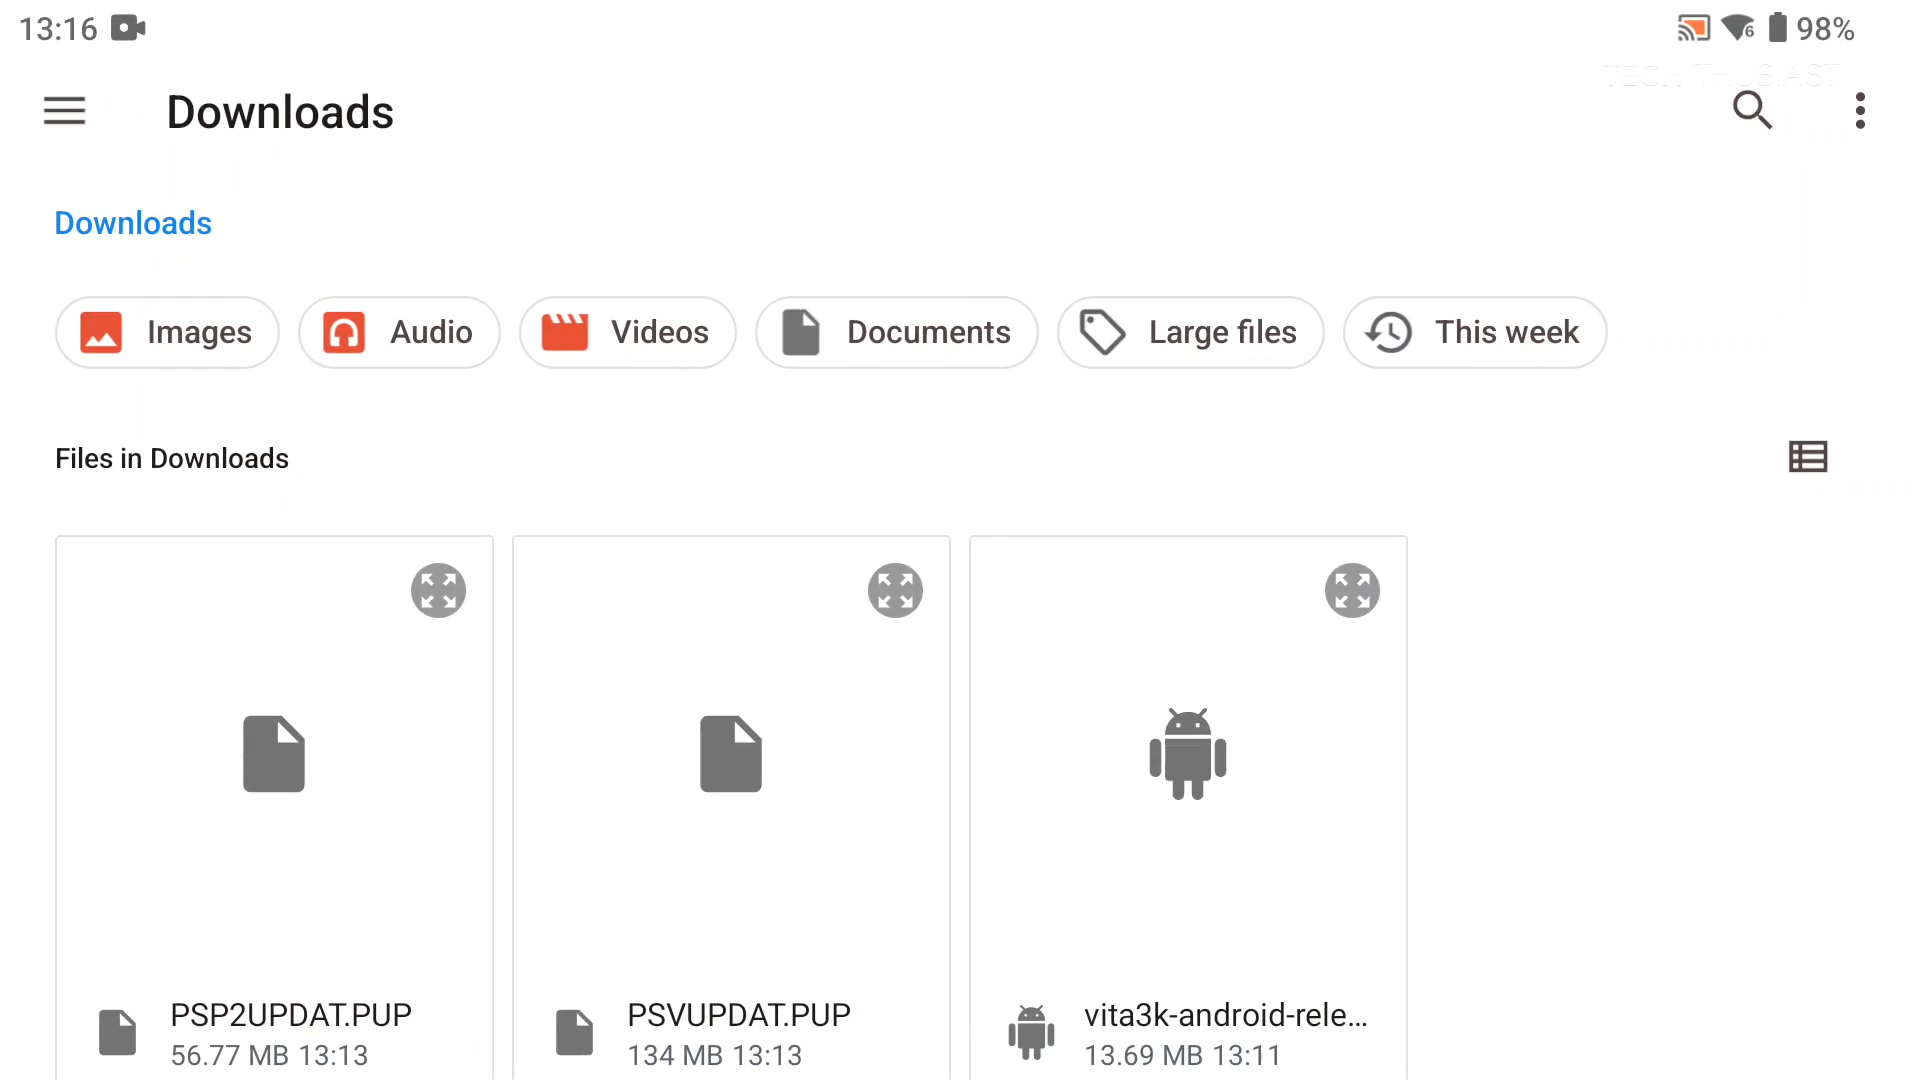 13:16
98%
Downloads
Downloads
Images
Audio
Videos
Documents
Large files
This week
Files in Downloads
PSP2UPDAT.PUP
56.77 MB 13:13
PSVUPDAT.PUP
134 MB 13:13
vita3k-android-rele...
13.69 MB 13:11